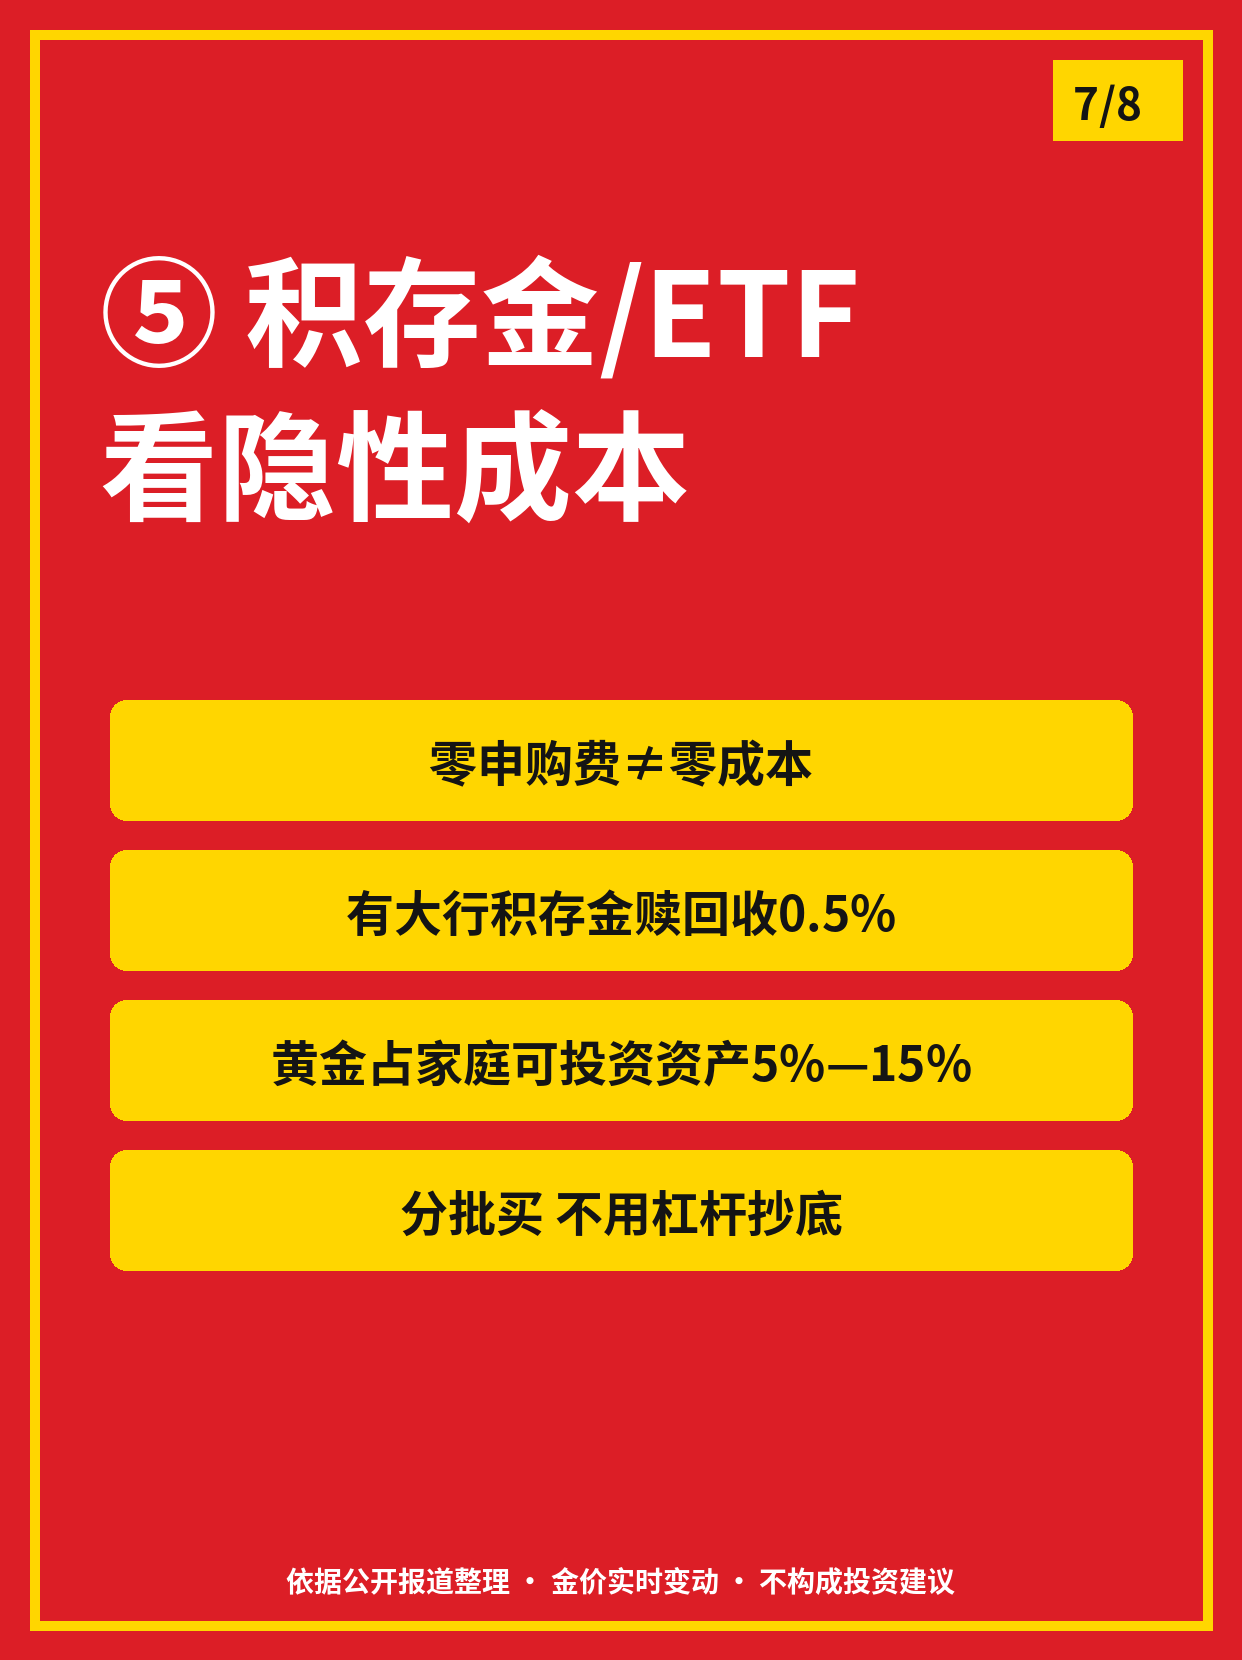 7/8
⑤ 积存金/ETF
看隐性成本
零申购费≠零成本
有大行积存金赎回收0.5%
黄金占家庭可投资资产5%—15%
分批买 不用杠杆抄底
依据公开报道整理 · 金价实时变动 · 不构成投资建议